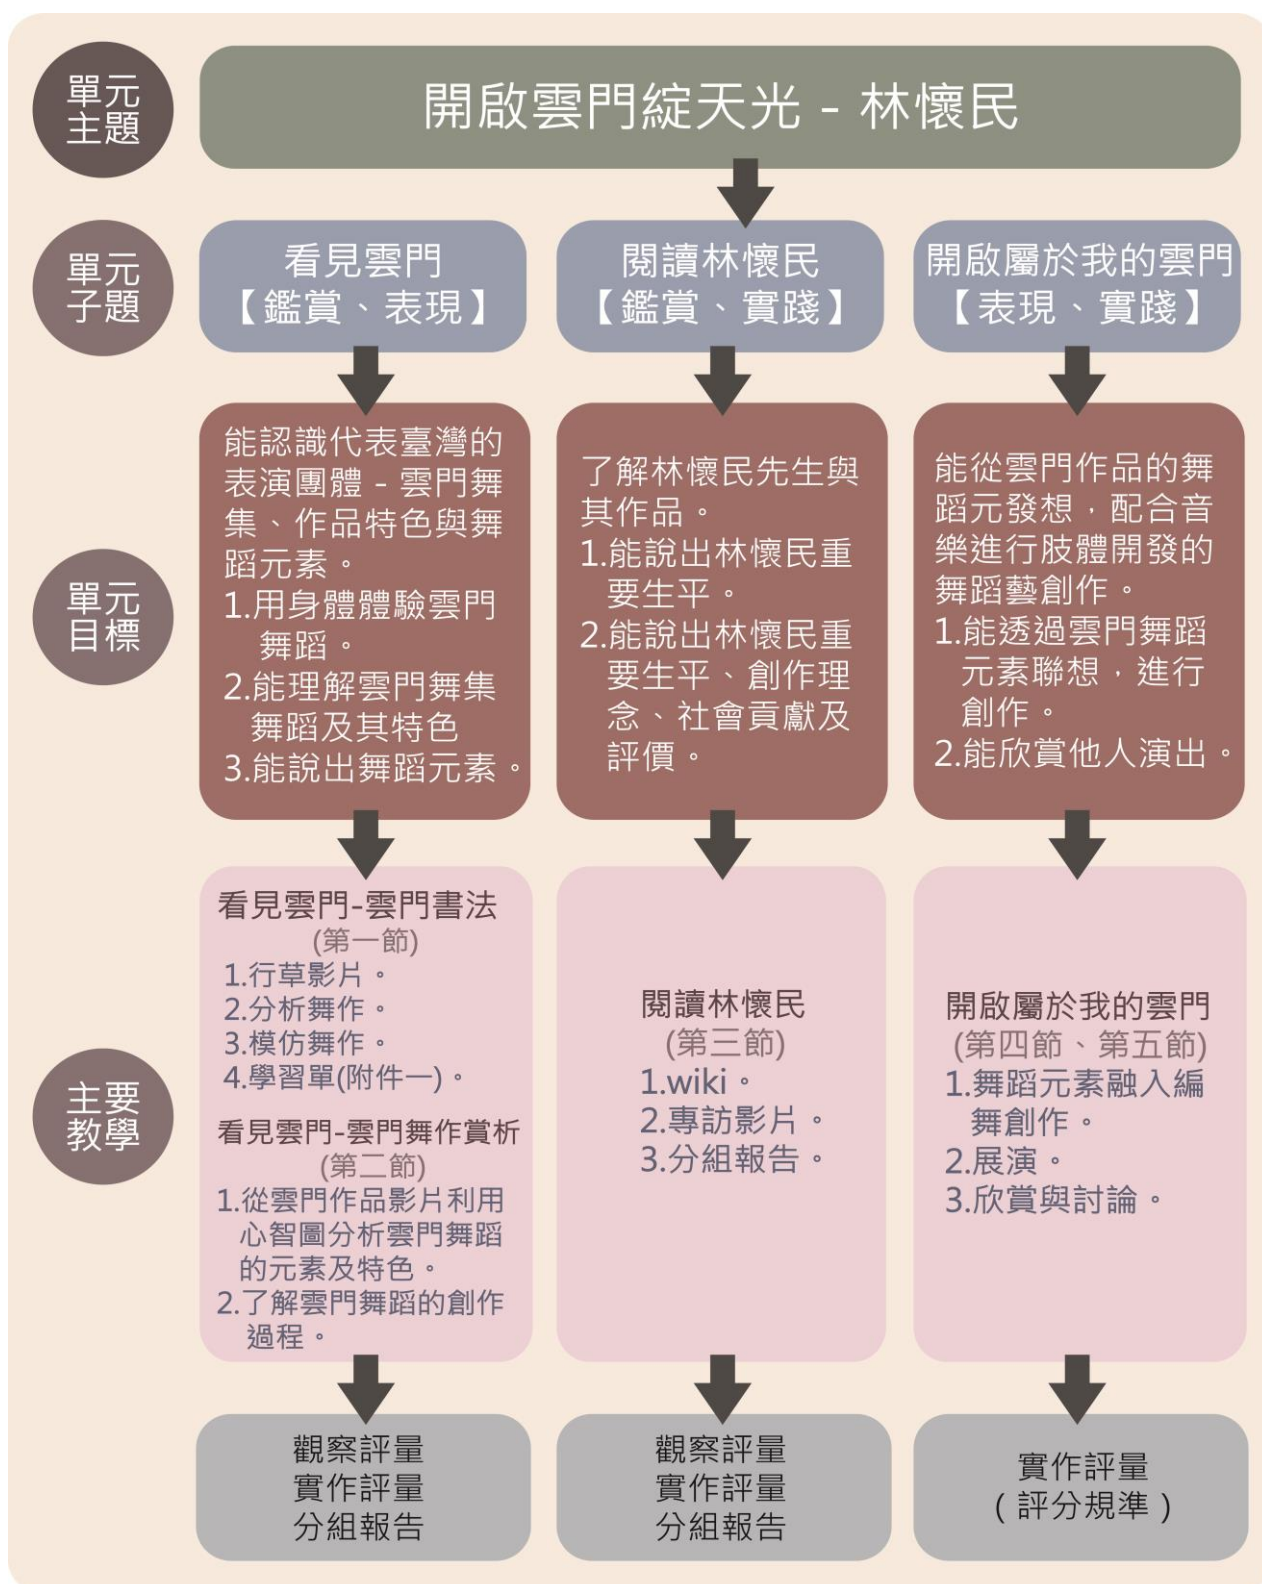 單元
主題
開啟雲門綻天光 - 林懷民
單元
子題
看見雲門
【鑑賞、表現】
閱讀林懷民
【鑑賞、實踐】
開啟屬於我的雲門
【表現、實踐】
單元
目標
能認識代表臺灣的
表演團體 - 雲門舞
集、作品特色與舞
蹈元素。
1.用身體體驗雲門
舞蹈。
2.能理解雲門舞集
舞蹈及其特色
3.能說出舞蹈元素。
了解林懷民先生與
其作品。
1.能說出林懷民重
要生平。
2.能說出林懷民重
要生平、創作理
念、社會貢獻及
評價。
能從雲門作品的舞
蹈元發想，配合音
樂進行肢體開發的
舞蹈藝創作。
1.能透過雲門舞蹈
元素聯想，進行
創作。
2.能欣賞他人演出。
主要
教學
看見雲門-雲門書法
(第一節)
1.行草影片。
2.分析舞作。
3.模仿舞作。
4.學習單(附件一)。
看見雲門-雲門舞作賞析
(第二節)
1.從雲門作品影片利用
心智圖分析雲門舞蹈
的元素及特色。
2.了解雲門舞蹈的創作
過程。
閱讀林懷民
(第三節)
1.wiki。
2.專訪影片。
3.分組報告。
開啟屬於我的雲門
(第四節、第五節)
1.舞蹈元素融入編
舞創作。
2.展演。
3.欣賞與討論。
觀察評量
實作評量
分組報告
觀察評量
實作評量
分組報告
實作評量
( 評分規準 )